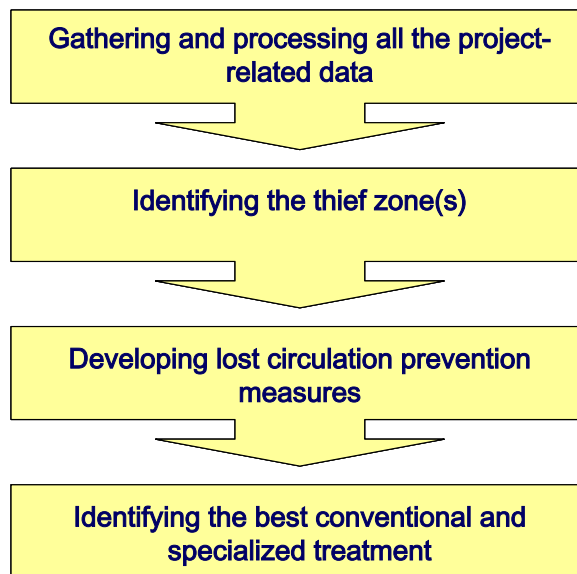 Gathering and processing all the project-
related data
Identifying the thief zone(s)
Developing lost circulation prevention
measures
Identifying the best conventional and
specialized treatment